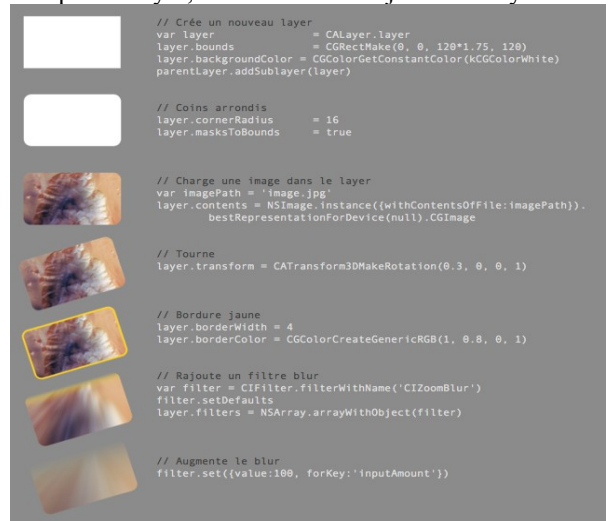 // Crée un nouveau layer
var layer = CALayer.layer
layer.bounds = CGRectMake(0, 0, 120*1.75, 120)
layer.backgroundColor = CGColorGetConstantColor(kCGColorWhite)
parentLayer.addSublayer(layer)
// Coins arrondis
layer.cornerRadius = 16
layer.masksToBounds = true
// Charge une image dans le layer
var imagePath = 'image.jpg'
layer.contents = NSImage.instance({withContentsOfFile:imagePath}).
bestRepresentationForDevice(null).CGImage
// Tourne
layer.transform = CATransform3DMakeRotation(0.3, 0, 0, 1)
// Bordure jaune
layer.borderWidth = 4
layer.borderColor = CGColorCreateGenericRGB(1, 0.8, 0, 1)
// Rajoute un filtre blur
var filter = CIFilter.filterWithName('CIZoomBlur')
filter.setDefaults
layer.filters = NSArray.arrayWithObject(filter)
// Augmente le blur
filter.set({value:100, forKey:'inputAmount'})